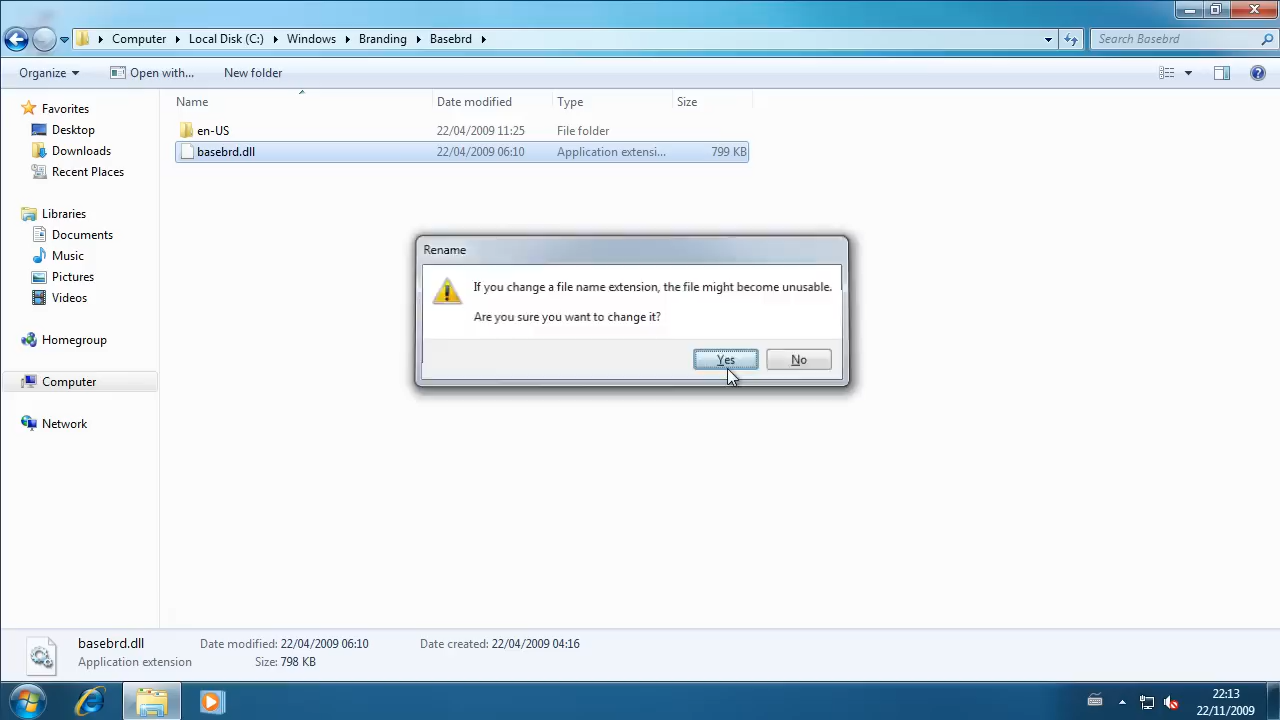 Computer Local Disk (C:) Windows Branding Basebrd Search Basebrd
Organize Open with... New folder
Name Date modified Type Size
Favorites
Desktop
Downloads
Recent Places
Libraries
Documents
Music
Pictures
Videos
Homegroup
Computer
Network
en-US 22/04/2009 11:25 File folder
basebrd.dll 22/04/2009 06:10 Application extensi... 799 KB
Rename
If you change a file name extension, the file might become unusable.
Are you sure you want to change it?
Yes No
basebrd.dll Date modified: 22/04/2009 06:10 Date created: 22/04/2009 04:16
Application extension Size: 798 KB
22:13
22/11/2009